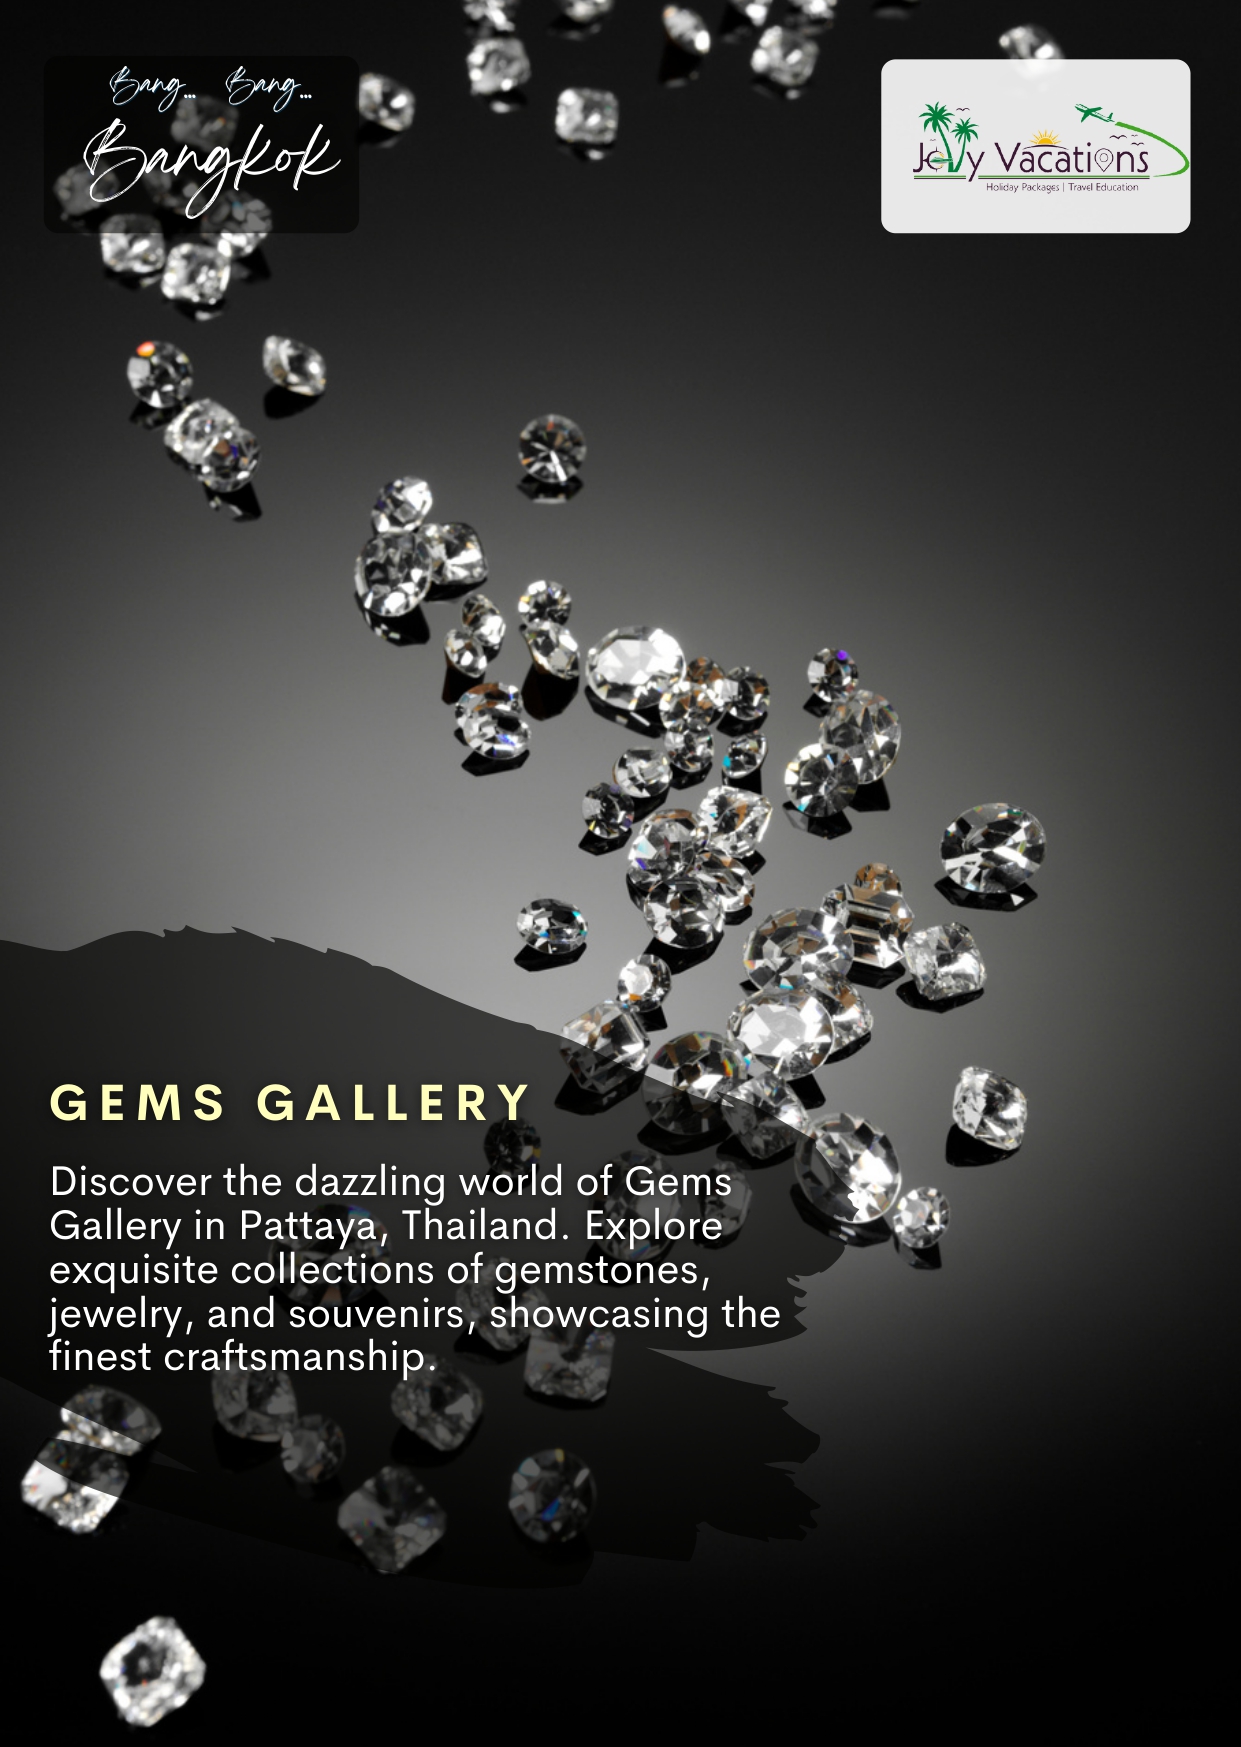 Bang... Bang...
Bangkok
Jolly Vacations
Holiday Packages | Travel Education
GEMS GALLERY
Discover the dazzling world of Gems
Gallery in Pattaya, Thailand. Explore
exquisite collections of gemstones,
jewelry, and souvenirs, showcasing the
finest craftsmanship.